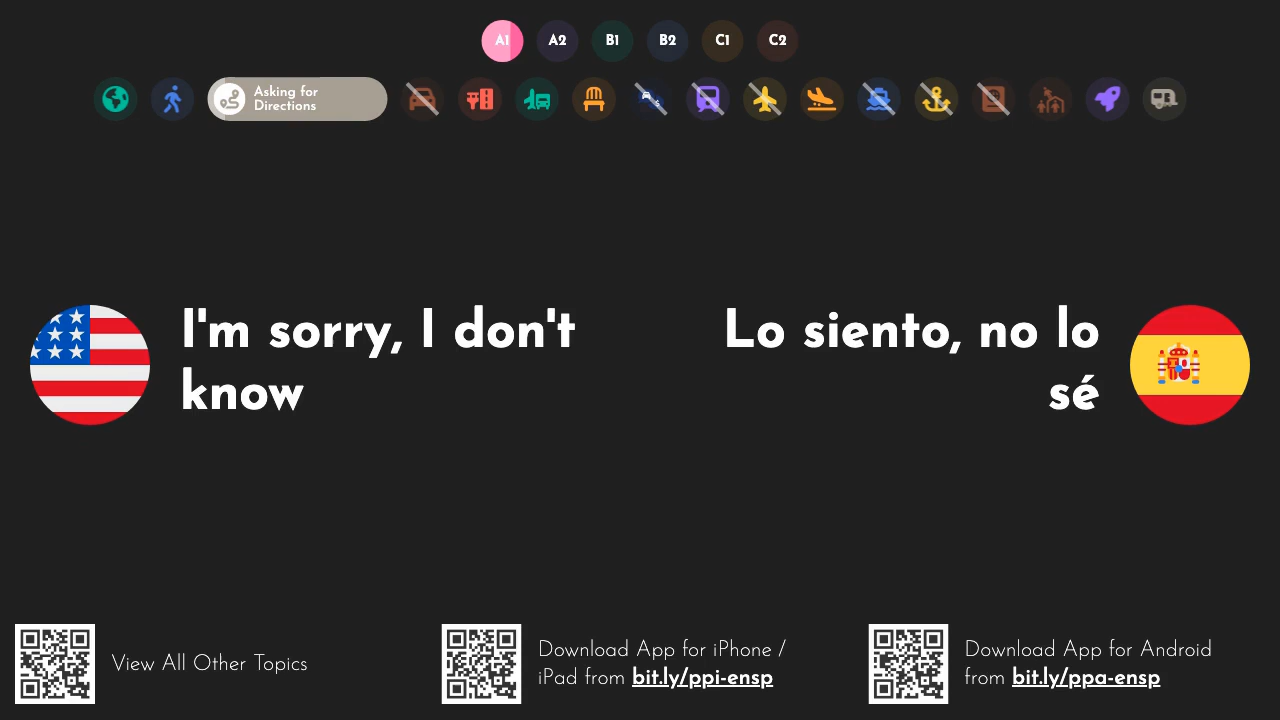 A1 A2 B1 B2 C1 C2
Asking for
Directions
I'm sorry, I don't
know
Lo siento, no lo
sé
View All Other Topics
Download App for iPhone /
iPad from bit.ly/ppi-ensp
Download App for Android
from bit.ly/ppa-ensp